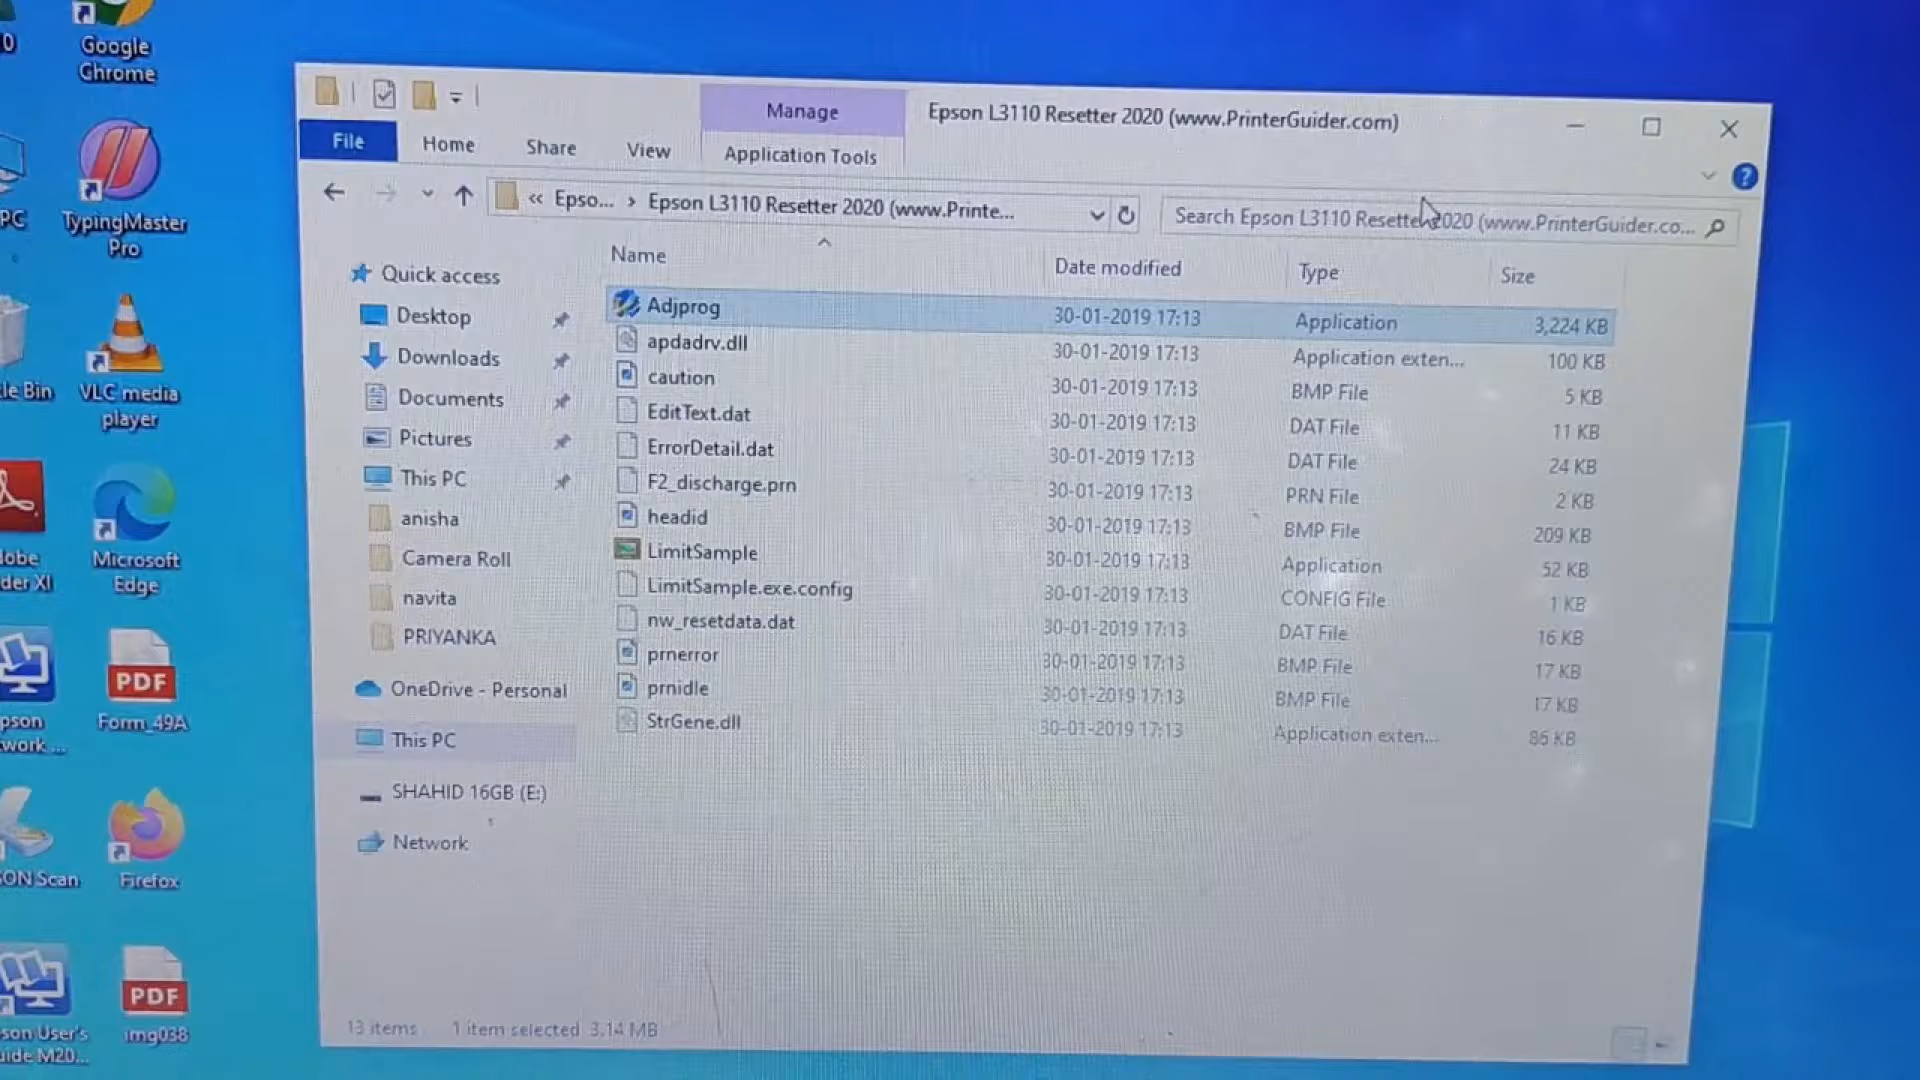 0
Google
Chrome
PC
TypingMaster
Pro
le Bin
VLC media
player
lobe
der XI
Microsoft
Edge
PDF
pson
twork ...
Form_49A
ON Scan
Firefox
PDF
son User's
uide M20...
img038
Manage
Epson L3110 Resetter 2020 (www.PrinterGuider.com)
File
Home
Share
View
Application Tools
?
« Epso... › Epson L3110 Resetter 2020 (www.Printe...
Search Epson L3110 Resetter 2020 (www.PrinterGuider.co...
Quick access
Desktop
Downloads
Documents
Pictures
This PC
anisha
Camera Roll
navita
PRIYANKA
OneDrive - Personal
This PC
SHAHID 16GB (E:)
Network
Name Date modified Type Size
Adjprog 30-01-2019 17:13 Application 3,224 KB
apdadrv.dll 30-01-2019 17:13 Application exten... 100 KB
caution 30-01-2019 17:13 BMP File 5 KB
EditText.dat 30-01-2019 17:13 DAT File 11 KB
ErrorDetail.dat 30-01-2019 17:13 DAT File 24 KB
F2_discharge.prn 30-01-2019 17:13 PRN File 2 KB
headid 30-01-2019 17:13 BMP File 209 KB
LimitSample 30-01-2019 17:13 Application 52 KB
LimitSample.exe.config 30-01-2019 17:13 CONFIG File 1 KB
nw_resetdata.dat 30-01-2019 17:13 DAT File 16 KB
prnerror 30-01-2019 17:13 BMP File 17 KB
prnidle 30-01-2019 17:13 BMP File 17 KB
StrGene.dll 30-01-2019 17:13 Application exten... 86 KB
13 items 1 item selected 3.14 MB